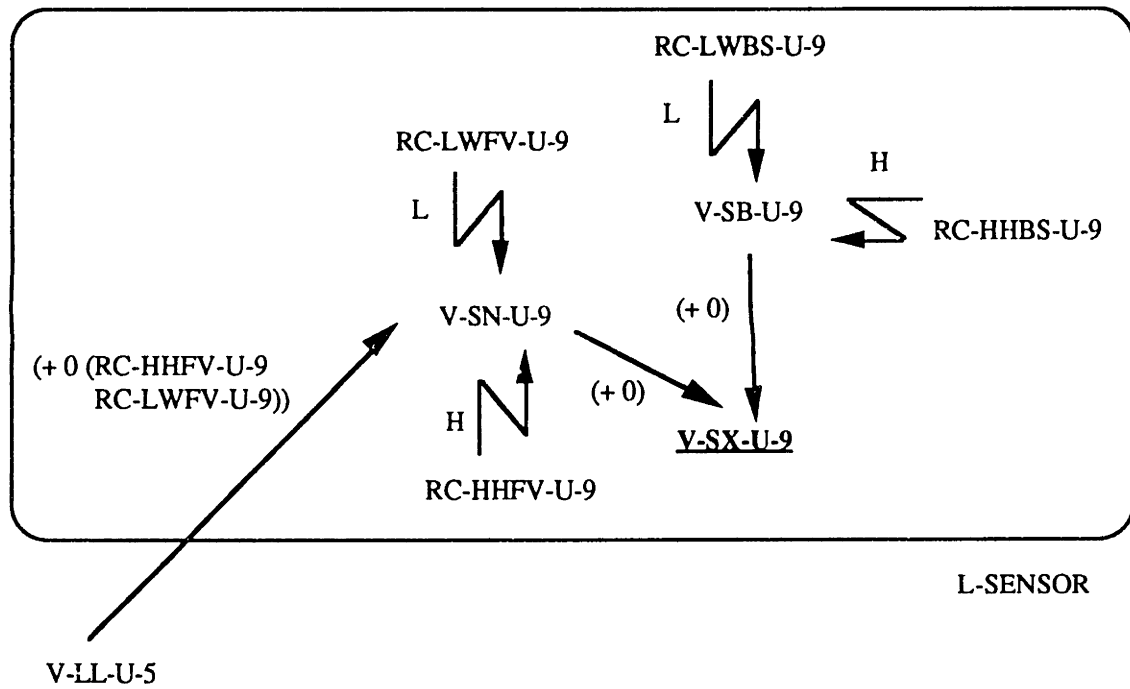 RC-LWBS-U-9
L
H
RC-LWFV-U-9
L
V-SB-U-9
RC-HHBS-U-9
V-SN-U-9
(+ 0)
(+ 0 (RC-HHFV-U-9
RC-LWFV-U-9))
(+ 0)
H
V-SX-U-9
RC-HHFV-U-9
L-SENSOR
V-LL-U-5